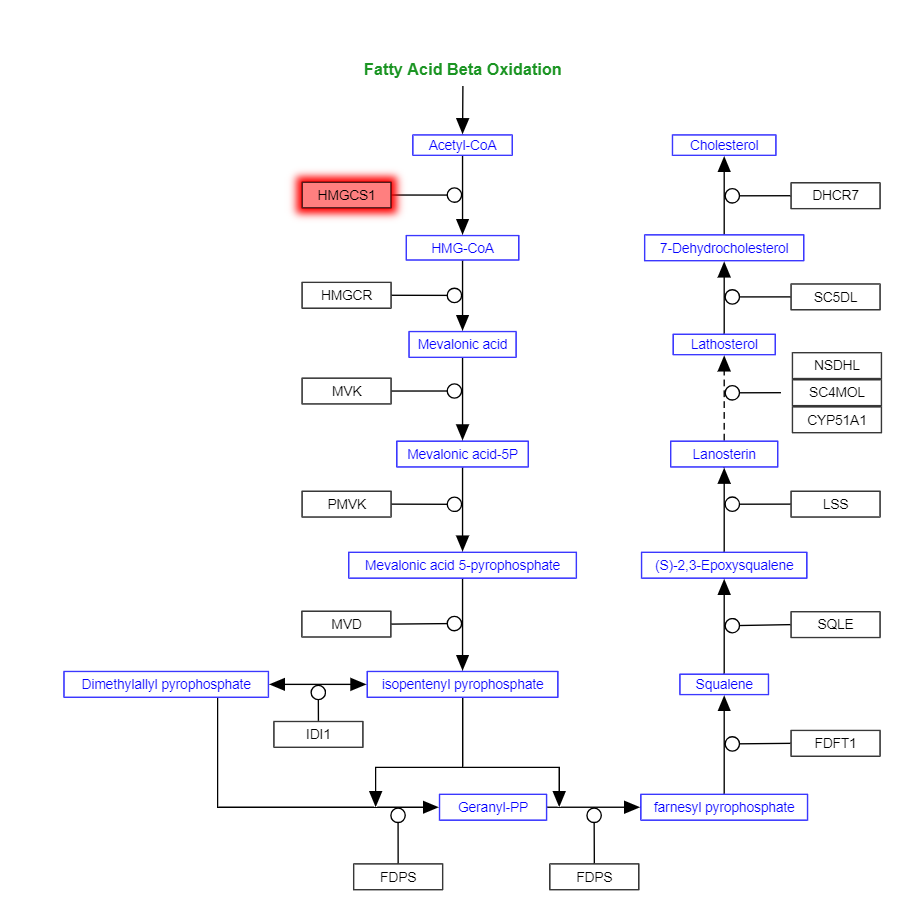 Fatty Acid Beta Oxidation
Acetyl-CoA
HMGCS1
HMG-CoA
HMGCR
Mevalonic acid
MVK
Mevalonic acid-5P
PMVK
Mevalonic acid 5-pyrophosphate
MVD
Dimethylallyl pyrophosphate
isopentenyl pyrophosphate
IDI1
Geranyl-PP
FDPS
FDPS
farnesyl pyrophosphate
FDFT1
Squalene
SQLE
(S)-2,3-Epoxysqualene
LSS
Lanosterin
NSDHL
SC4MOL
CYP51A1
Lathosterol
SC5DL
7-Dehydrocholesterol
DHCR7
Cholesterol